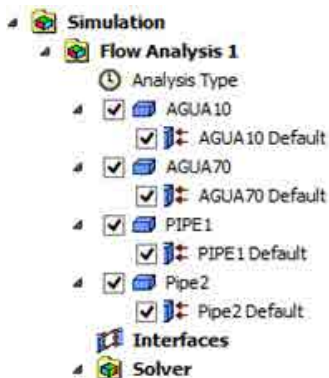 Simulation
Flow Analysis 1
Analysis Type
AGUA10
AGUA10 Default
AGUA70
AGUA70 Default
PIPE1
PIPE1 Default
Pipe2
Pipe2 Default
Interfaces
Solver